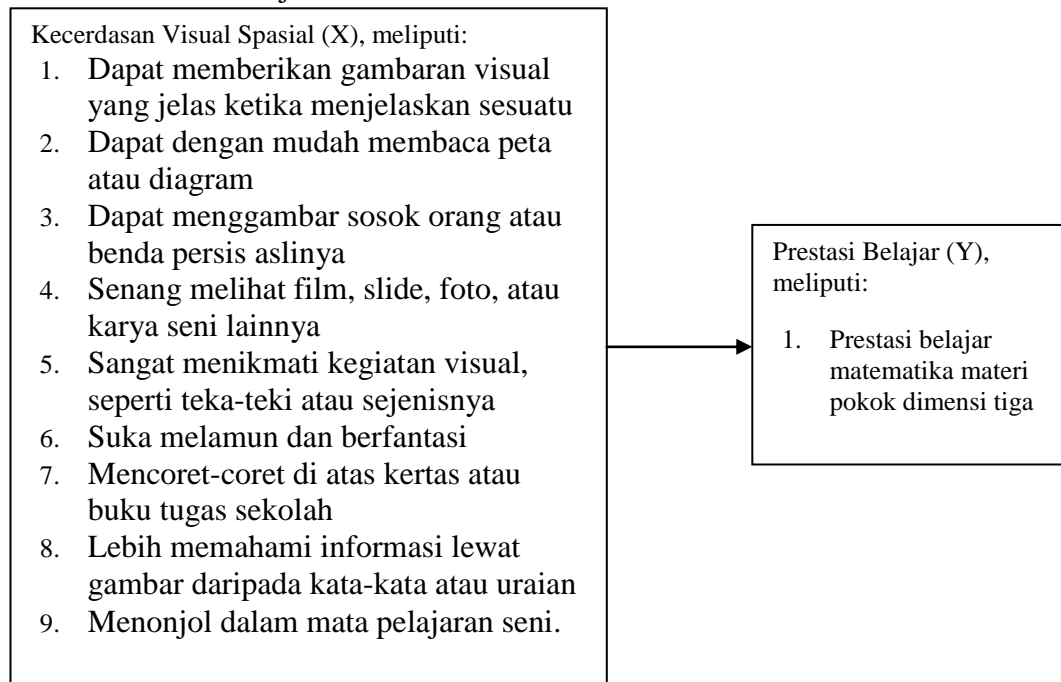 Kecerdasan Visual Spasial (X), meliputi:
1. Dapat memberikan gambaran visual
yang jelas ketika menjelaskan sesuatu
2. Dapat dengan mudah membaca peta
atau diagram
3. Dapat menggambar sosok orang atau
benda persis aslinya
4. Senang melihat film, slide, foto, atau
karya seni lainnya
5. Sangat menikmati kegiatan visual,
seperti teka-teki atau sejenisnya
6. Suka melamun dan berfantasi
7. Mencoret-coret di atas kertas atau
buku tugas sekolah
8. Lebih memahami informasi lewat
gambar daripada kata-kata atau uraian
9. Menonjol dalam mata pelajaran seni.
Prestasi Belajar (Y),
meliputi:
1. Prestasi belajar
matematika materi
pokok dimensi tiga